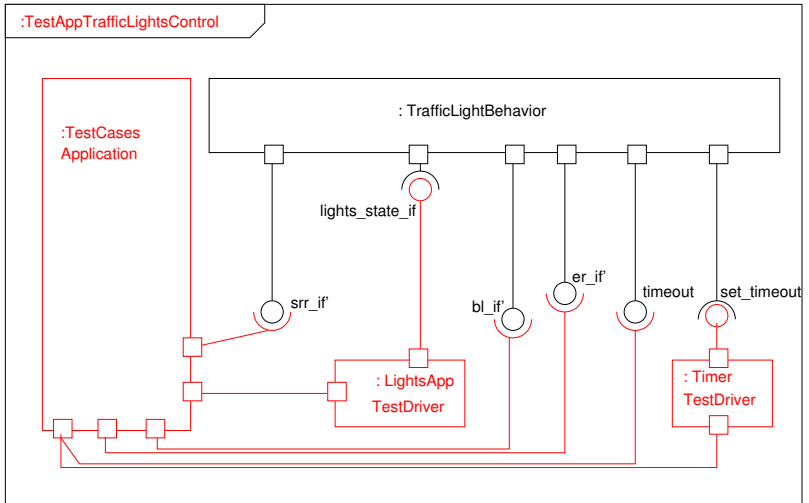 :TestAppTrafficLightsControl
: TrafficLightBehavior
:TestCases
Application
lights_state_if
srr_if'
bl_if'
er_if'
timeout
set_timeout
: LightsApp
TestDriver
: Timer
TestDriver